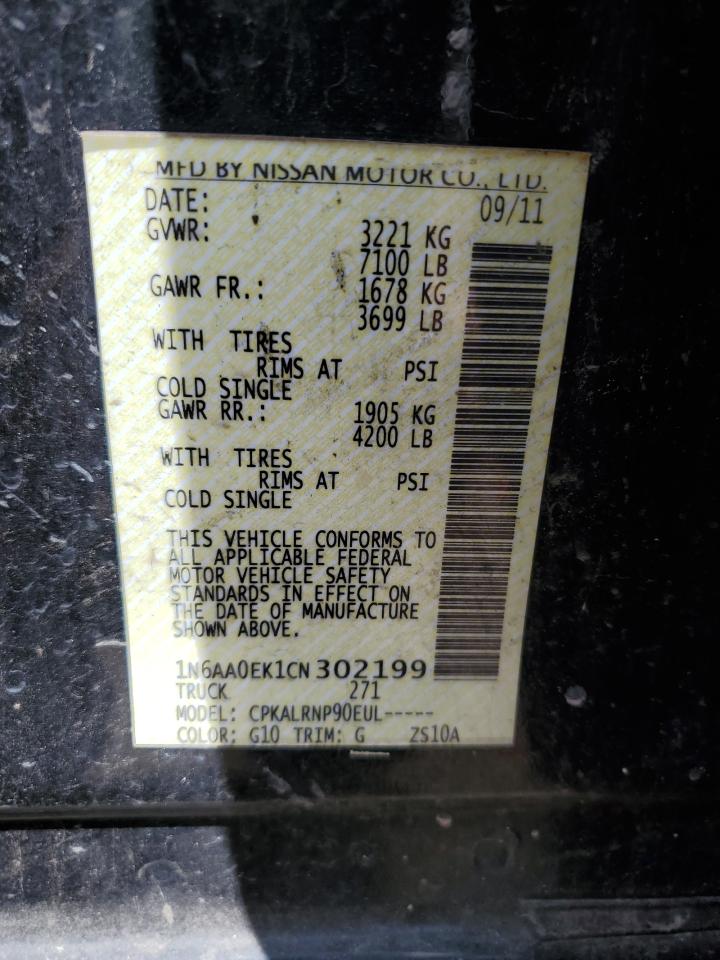 MFD BY NISSAN MOTOR CO., LTD.
DATE: 09/11
GVWR: 3221 KG
7100 LB
GAWR FR.: 1678 KG
3699 LB
WITH TIRES
RIMS AT PSI
COLD SINGLE
GAWR RR.: 1905 KG
4200 LB
WITH TIRES
RIMS AT PSI
COLD SINGLE
THIS VEHICLE CONFORMS TO
ALL APPLICABLE FEDERAL
MOTOR VEHICLE SAFETY
STANDARDS IN EFFECT ON
THE DATE OF MANUFACTURE
SHOWN ABOVE.
1N6AA0EK1CN302199
TRUCK 271
MODEL: CPKALRNP90EUL-----
COLOR: G10 TRIM: G ZS10A